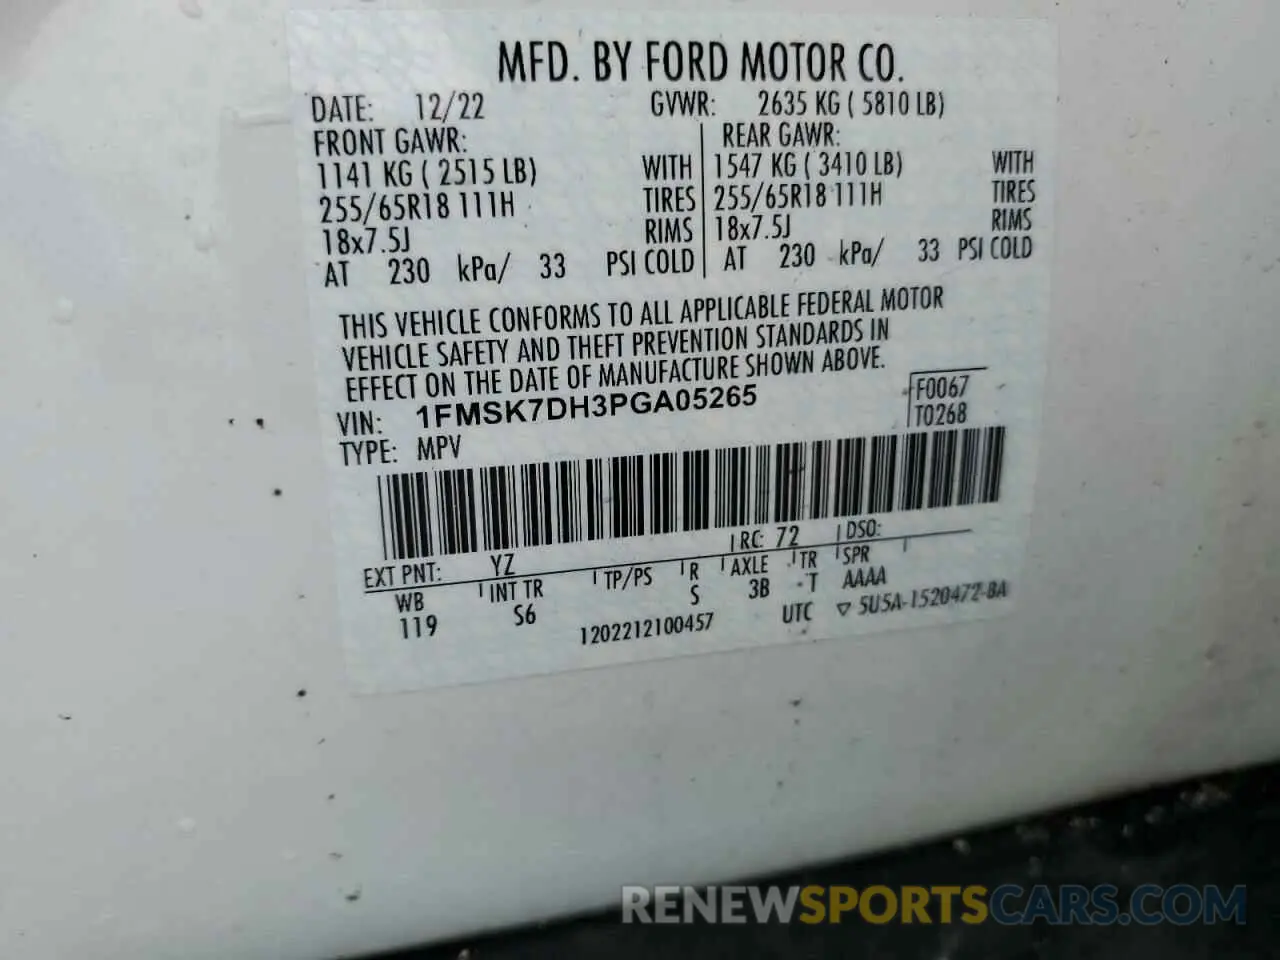 MFD. BY FORD MOTOR CO.
DATE: 12/22 GVWR: 2635 KG ( 5810 LB)
FRONT GAWR: REAR GAWR:
1141 KG ( 2515 LB) WITH 1547 KG ( 3410 LB) WITH
255/65R18 111H TIRES 255/65R18 111H TIRES
18x7.5J RIMS 18x7.5J RIMS
AT 230 kPa/ 33 PSI COLD AT 230 kPa/ 33 PSI COLD
THIS VEHICLE CONFORMS TO ALL APPLICABLE FEDERAL MOTOR
VEHICLE SAFETY AND THEFT PREVENTION STANDARDS IN
EFFECT ON THE DATE OF MANUFACTURE SHOWN ABOVE.
VIN: 1FMSK7DH3PGA05265 F0067
TYPE: MPV T0268
EXT PNT: YZ RC: 72 DSO:
WB INT TR TP/PS R AXLE TR SPR
119 S6 S 3B T AAAA
1202212100457 UTC ▽ 5U5A-1520472-BA
RENEWSPORTSCARS.COM